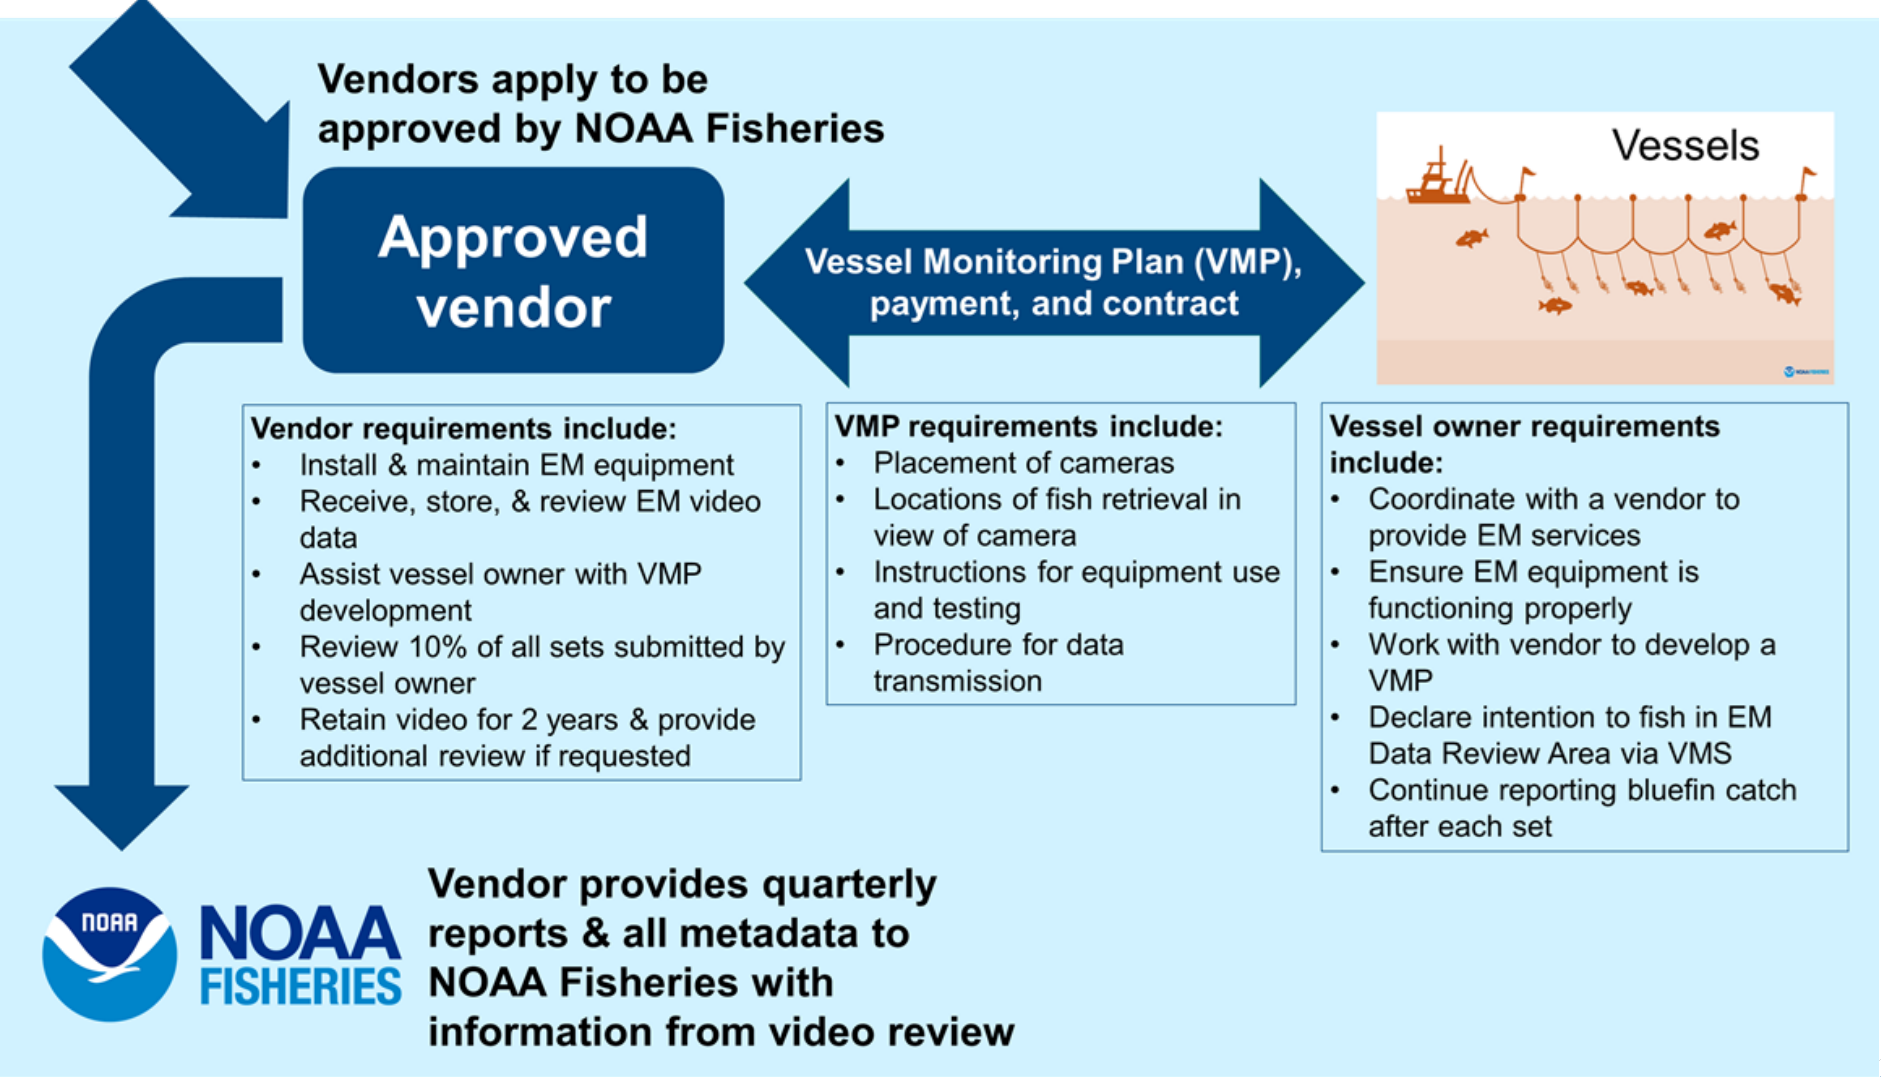 Vendors apply to be
approved by NOAA Fisheries
Approved
vendor
Vessel Monitoring Plan (VMP),
payment, and contract
Vessels
NOAA FISHERIES
Vendor requirements include:
• Install & maintain EM equipment
• Receive, store, & review EM video
data
• Assist vessel owner with VMP
development
• Review 10% of all sets submitted by
vessel owner
• Retain video for 2 years & provide
additional review if requested
VMP requirements include:
• Placement of cameras
• Locations of fish retrieval in
view of camera
• Instructions for equipment use
and testing
• Procedure for data
transmission
Vessel owner requirements
include:
• Coordinate with a vendor to
provide EM services
• Ensure EM equipment is
functioning properly
• Work with vendor to develop a
VMP
• Declare intention to fish in EM
Data Review Area via VMS
• Continue reporting bluefin catch
after each set
NOAA
NOAA
FISHERIES
Vendor provides quarterly
reports & all metadata to
NOAA Fisheries with
information from video review